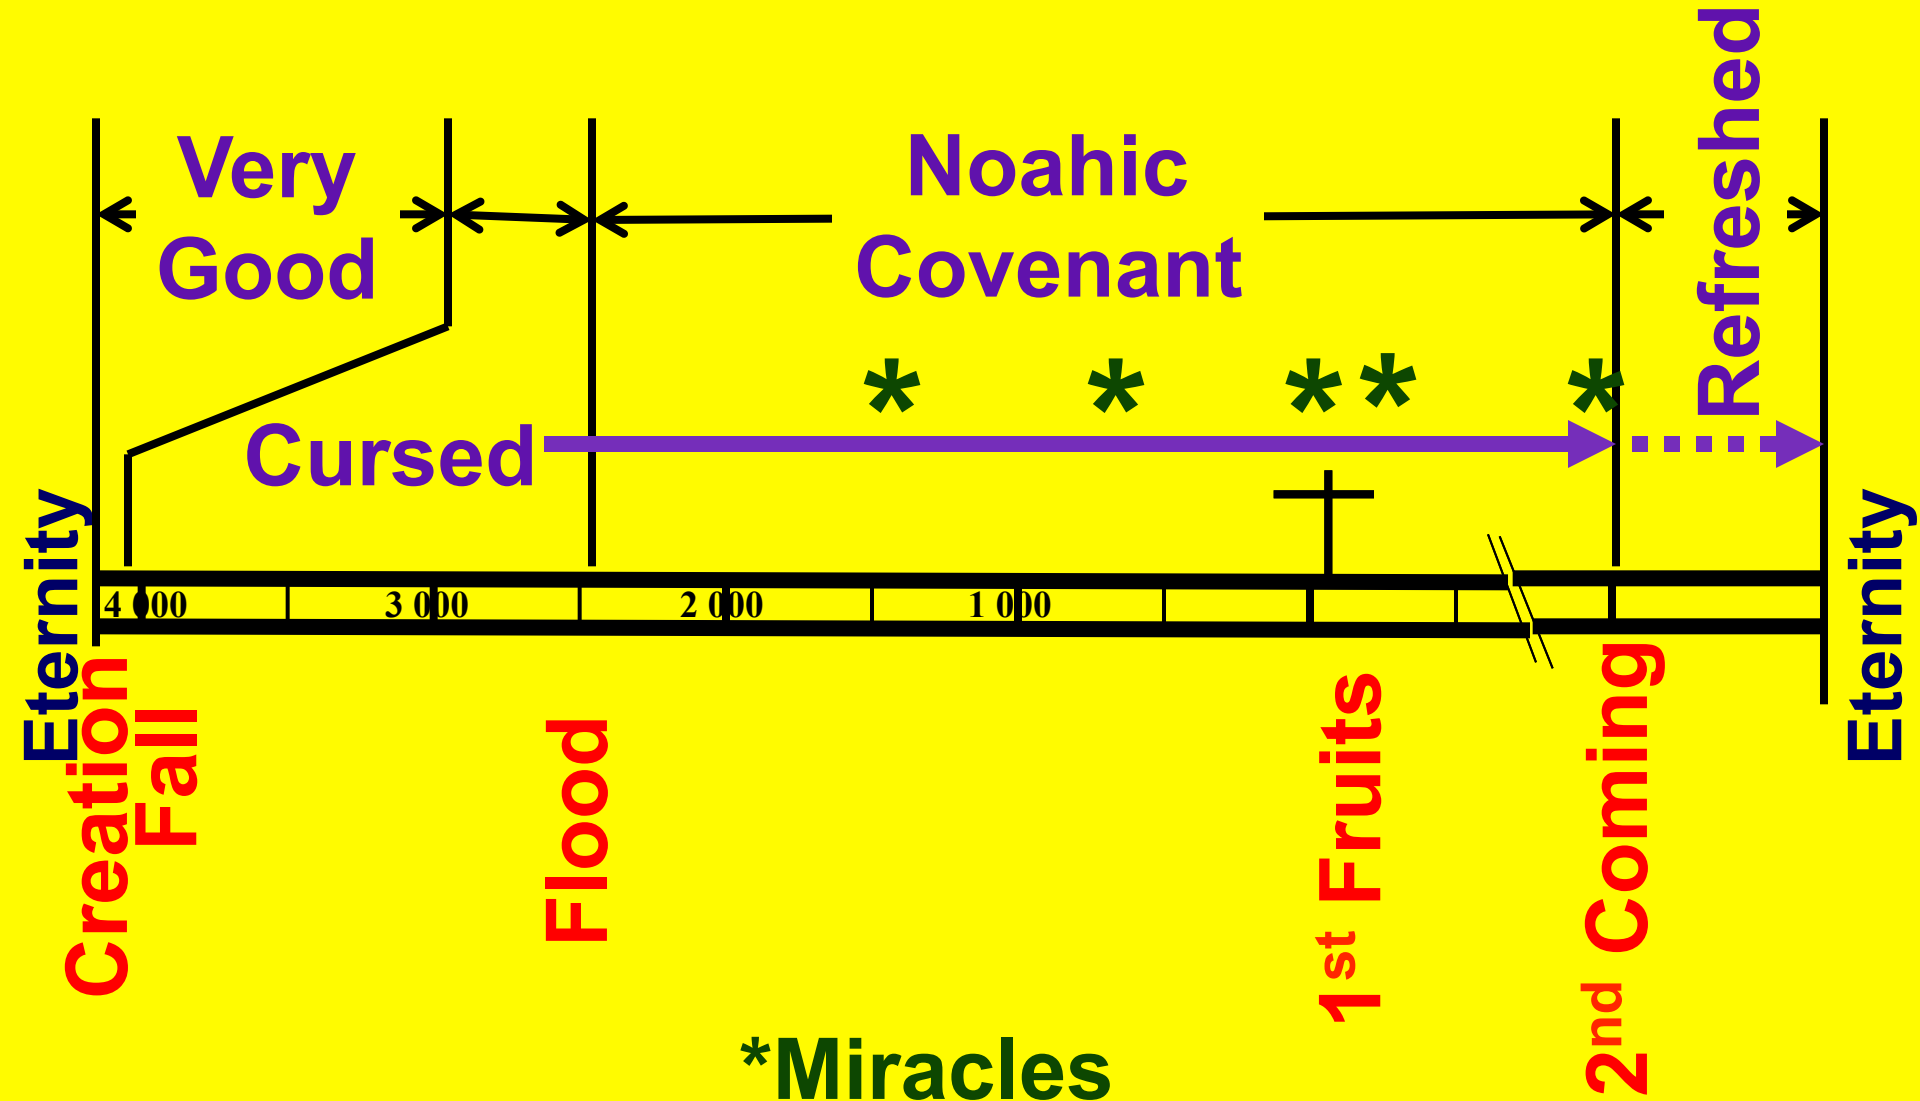 Very
Good
Noahic
Covenant
Refreshed
* * * * *
Cursed
Eternity
4 000 3 000 2 000 1 000
Eternity
Creation
Fall
Flood
1st Fruits
2nd Coming
*Miracles